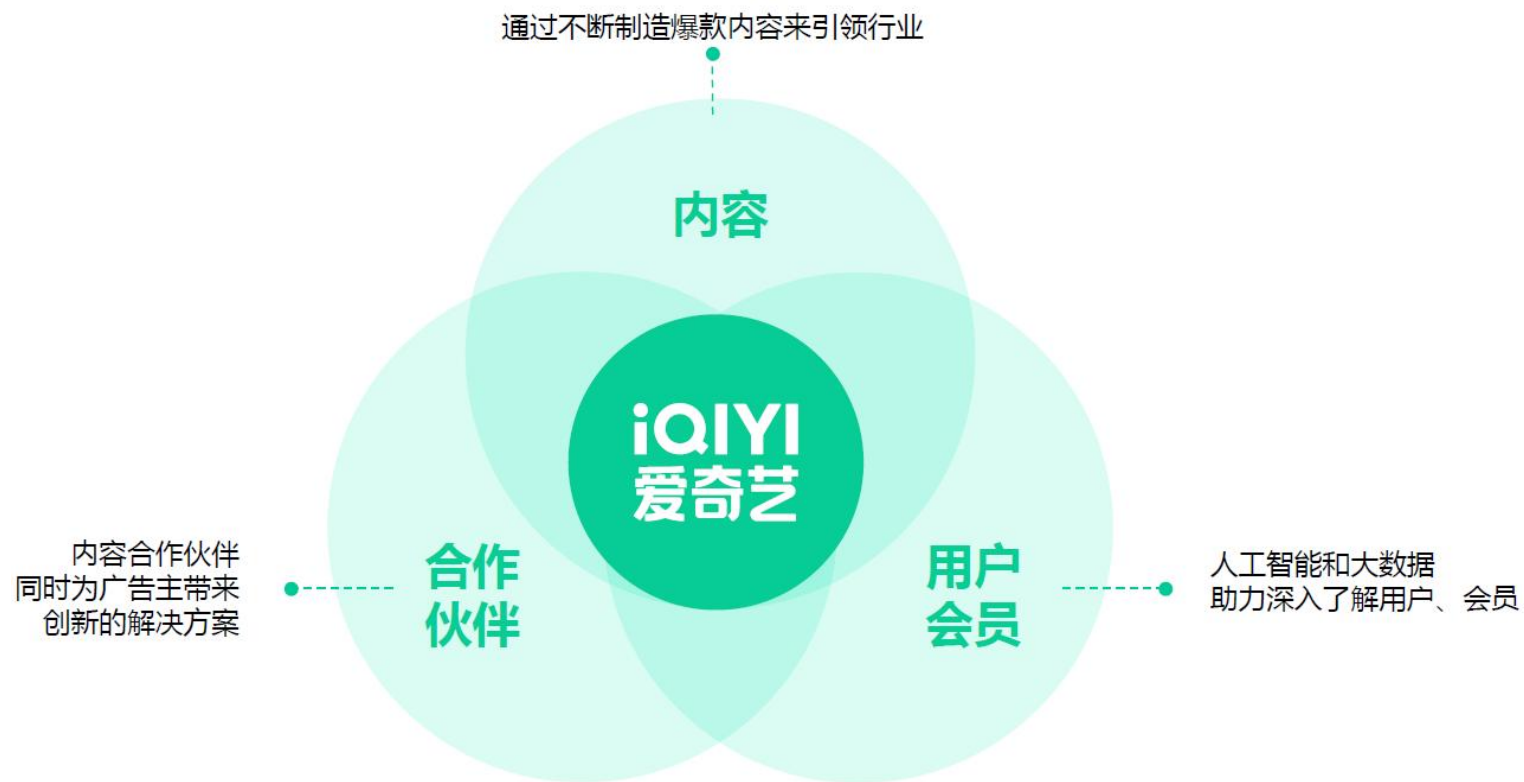 通过不断制造爆款内容来引领行业
内容
iQIYI
爱奇艺
内容合作伙伴
同时为广告主带来
创新的解决方案
合作
伙伴
用户
会员
人工智能和大数据
助力深入了解用户、会员